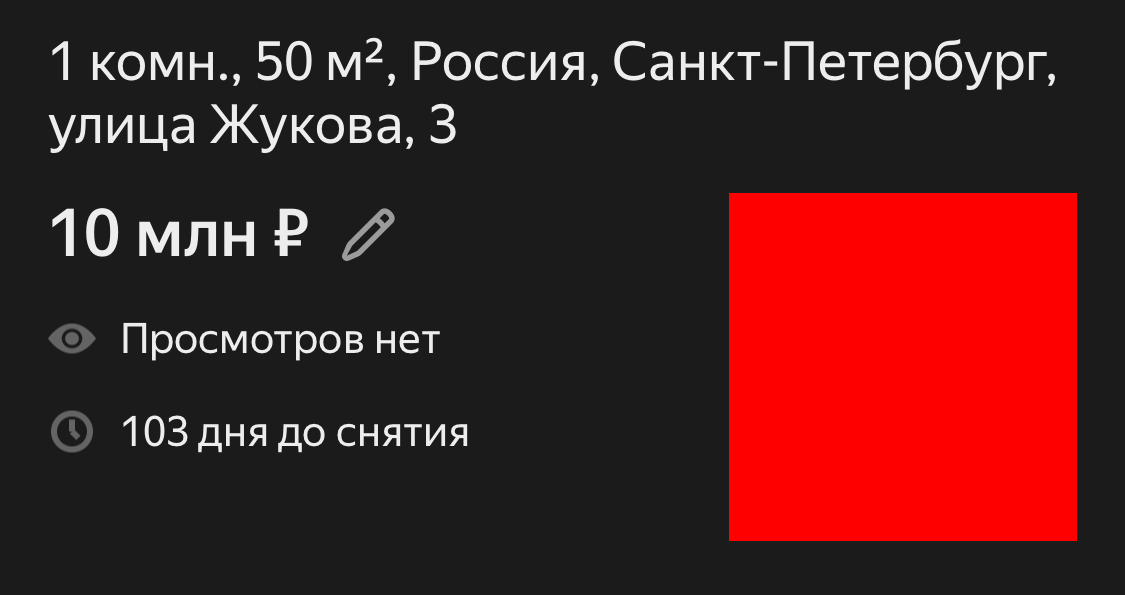 1 комн., 50 м², Россия, Санкт-Петербург,
улица Жукова, 3
10 млн ₽
Просмотров нет
103 дня до снятия